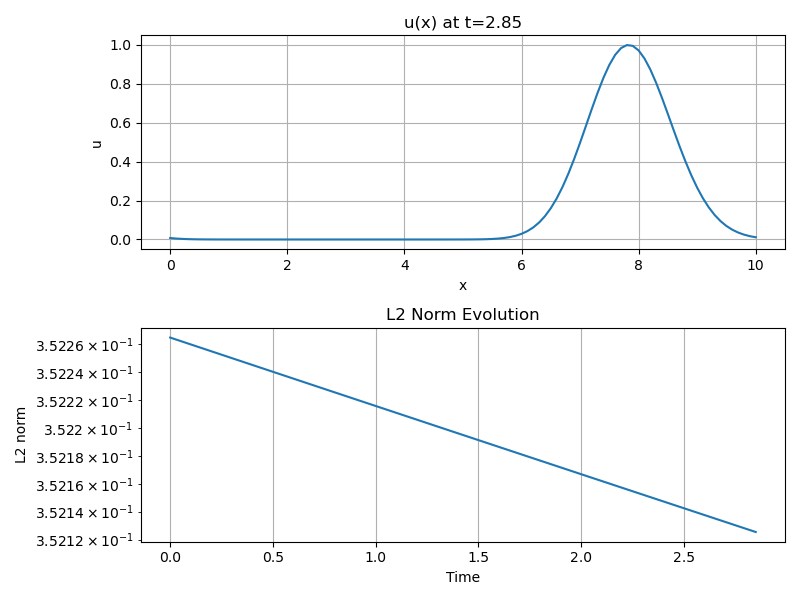 u(x) at t=2.85
1.0
0.8
0.6
0.4
0.2
0.0
u
0 2 4 6 8 10
x
L2 Norm Evolution
3.5226 × 10⁻¹
3.5224 × 10⁻¹
3.5222 × 10⁻¹
3.522 × 10⁻¹
3.5218 × 10⁻¹
3.5216 × 10⁻¹
3.5214 × 10⁻¹
3.5212 × 10⁻¹
L2 norm
0.0 0.5 1.0 1.5 2.0 2.5
Time